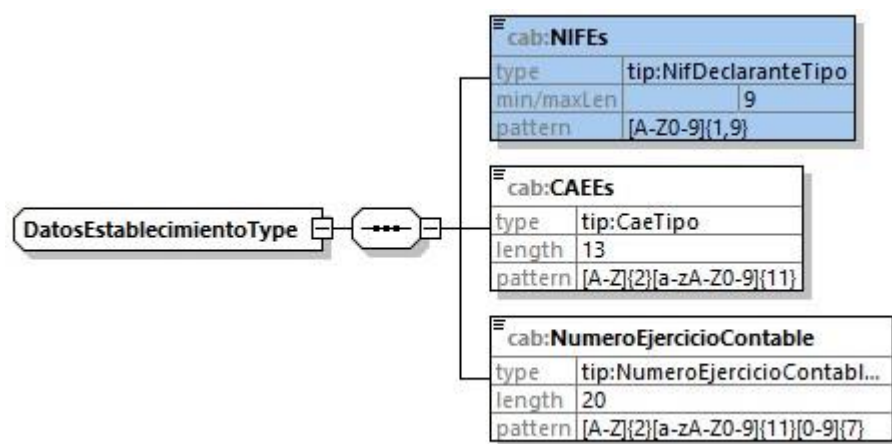 cab:NIFEs
type tip:NifDeclaranteTipo
min/maxLen 9
pattern [A-Z0-9]{1,9}
DatosEstablecimientoType
cab:CAEEs
type tip:CaeTipo
length 13
pattern [A-Z]{2}[a-zA-Z0-9]{11}
cab:NumeroEjercicioContable
type tip:NumeroEjercicioContabl...
length 20
pattern [A-Z]{2}[a-zA-Z0-9]{11}[0-9]{7}